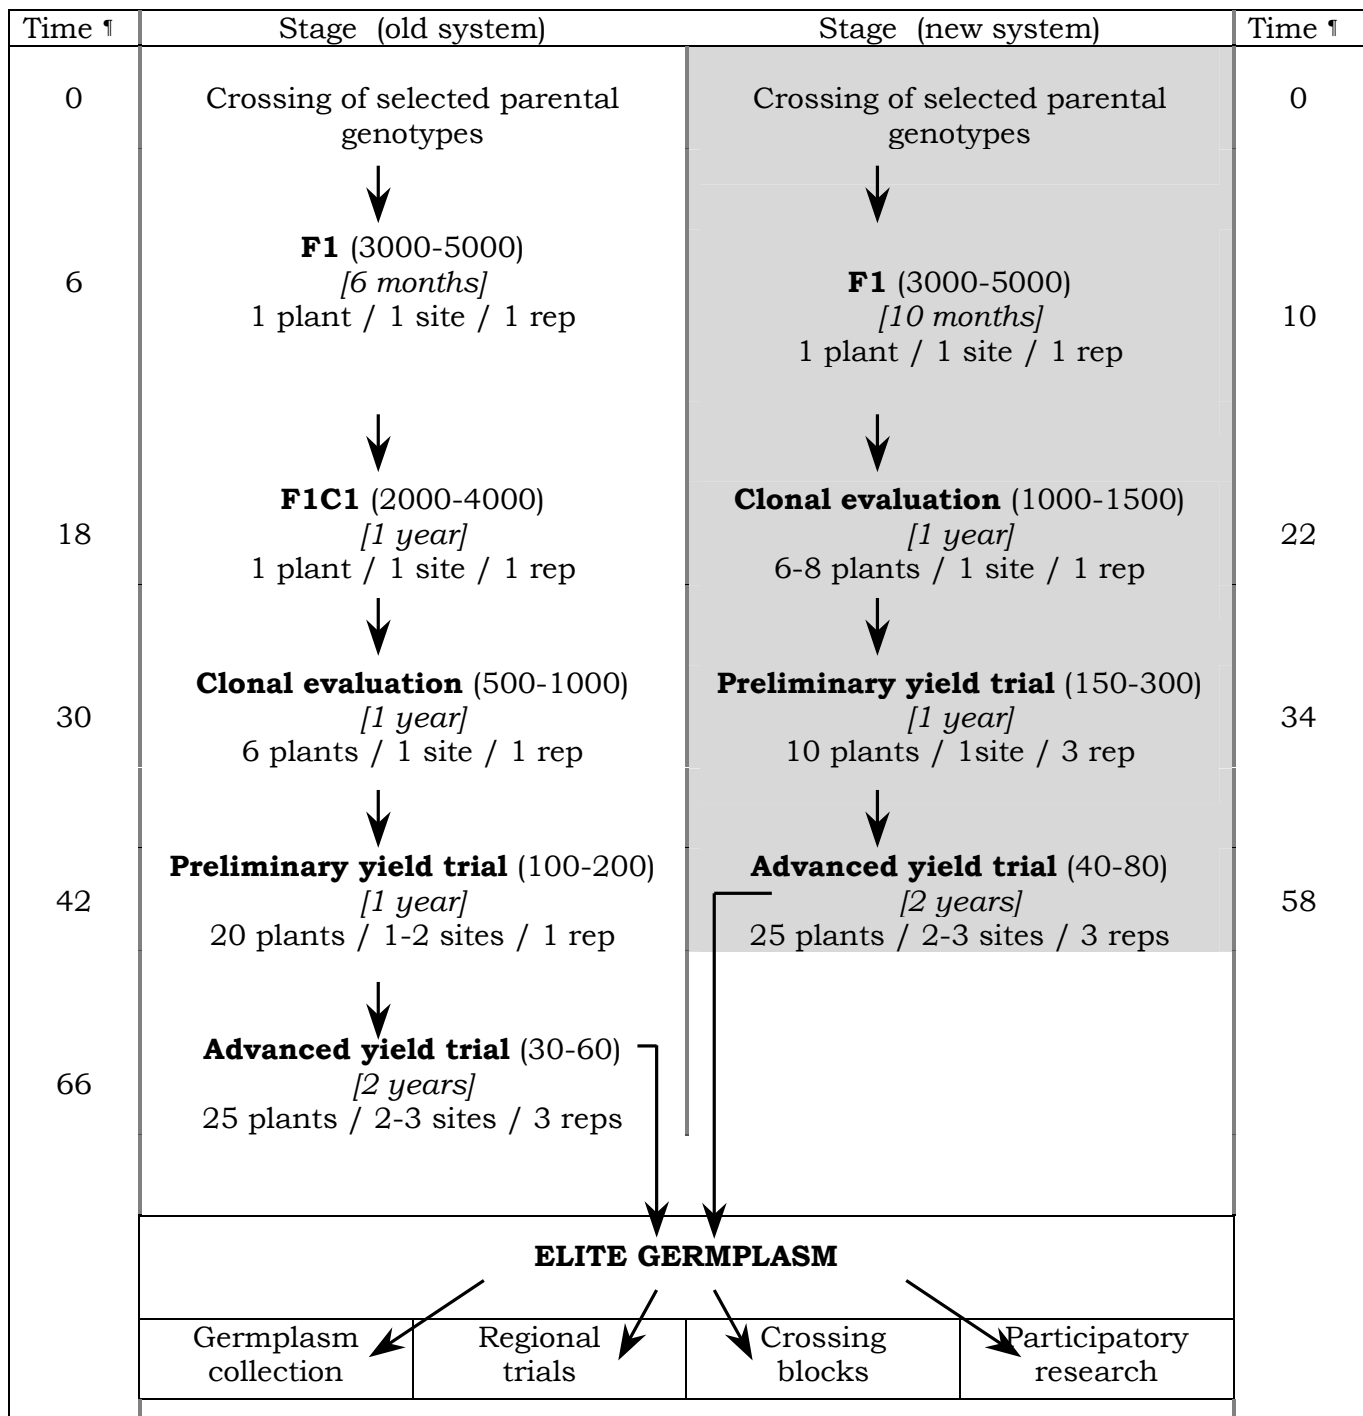 Time ¶ Stage (old system) Stage (new system) Time ¶
0 Crossing of selected parental Crossing of selected parental 0
genotypes genotypes
F1 (3000-5000)
6 [6 months] F1 (3000-5000)
1 plant / 1 site / 1 rep [10 months] 10
1 plant / 1 site / 1 rep
F1C1 (2000-4000) Clonal evaluation (1000-1500)
18 [1 year] [1 year] 22
1 plant / 1 site / 1 rep 6-8 plants / 1 site / 1 rep
Clonal evaluation (500-1000) Preliminary yield trial (150-300)
30 [1 year] [1 year] 34
6 plants / 1 site / 1 rep 10 plants / 1site / 3 rep
Preliminary yield trial (100-200) Advanced yield trial (40-80)
42 [1 year] [2 years] 58
20 plants / 1-2 sites / 1 rep 25 plants / 2-3 sites / 3 reps
Advanced yield trial (30-60)
66 [2 years]
25 plants / 2-3 sites / 3 reps
ELITE GERMPLASM
Germplasm Regional Crossing Participatory
collection trials blocks research